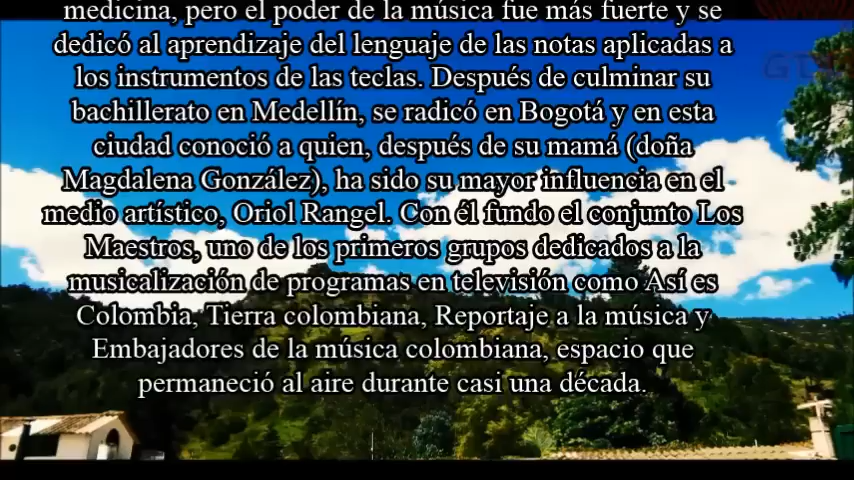 medicina, pero el poder de la música fue más fuerte y se
dedicó al aprendizaje del lenguaje de las notas aplicadas a
los instrumentos de las teclas. Después de culminar su
bachillerato en Medellín, se radicó en Bogotá y en esta
ciudad conoció a quien, después de su mamá (doña
Magdalena González), ha sido su mayor influencia en el
medio artístico, Oriol Rangel. Con él fundo el conjunto Los
Maestros, uno de los primeros grupos dedicados a la
musicalización de programas en televisión como Así es
Colombia, Tierra colombiana, Reportaje a la música y
Embajadores de la música colombiana, espacio que
permaneció al aire durante casi una década.